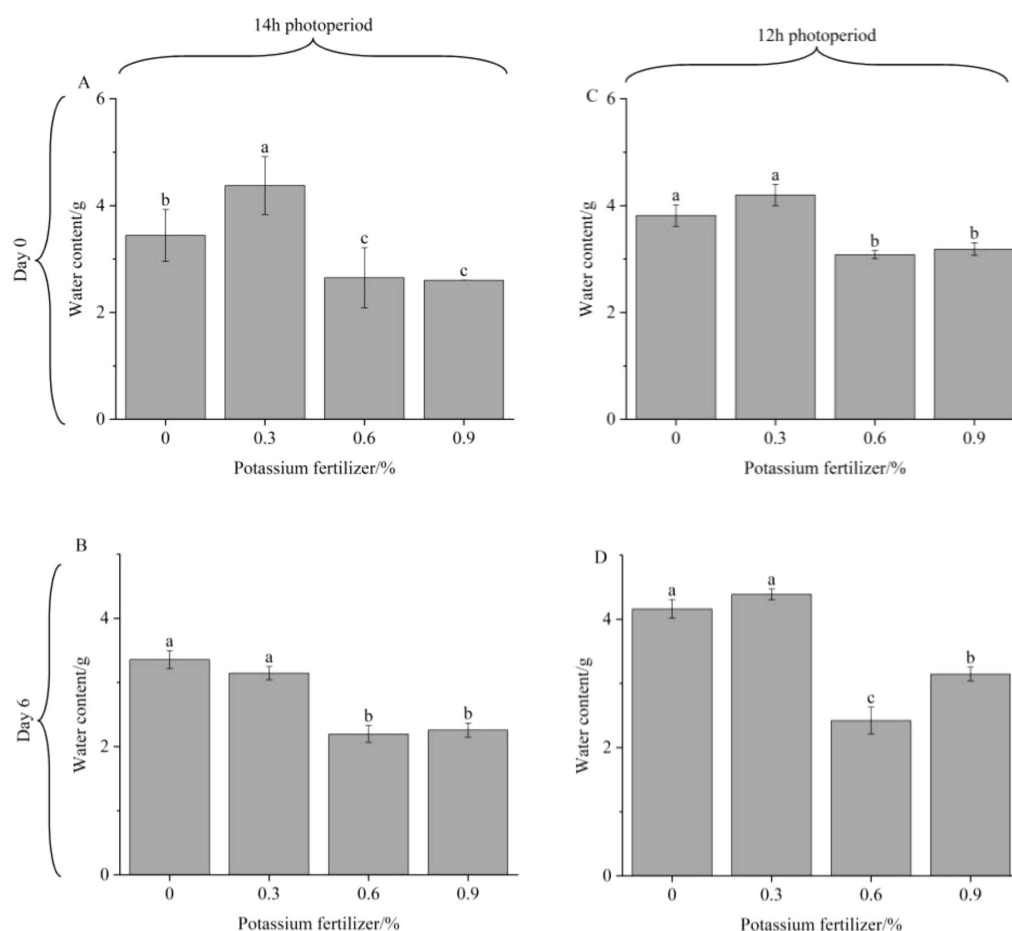 14h photoperiod
12h photoperiod
Day 0
A
Water content/g
6
4
2
0
b
a
c
c
0 0.3 0.6 0.9
Potassium fertilizer/%
C
Water content/g
6
4
2
0
a
a
b
b
0 0.3 0.6 0.9
Potassium fertilizer/%
Day 6
B
Water content/g
4
2
0
a
a
b
b
0 0.3 0.6 0.9
Potassium fertilizer/%
D
Water content/g
4
2
0
a
a
c
b
0 0.3 0.6 0.9
Potassium fertilizer/%